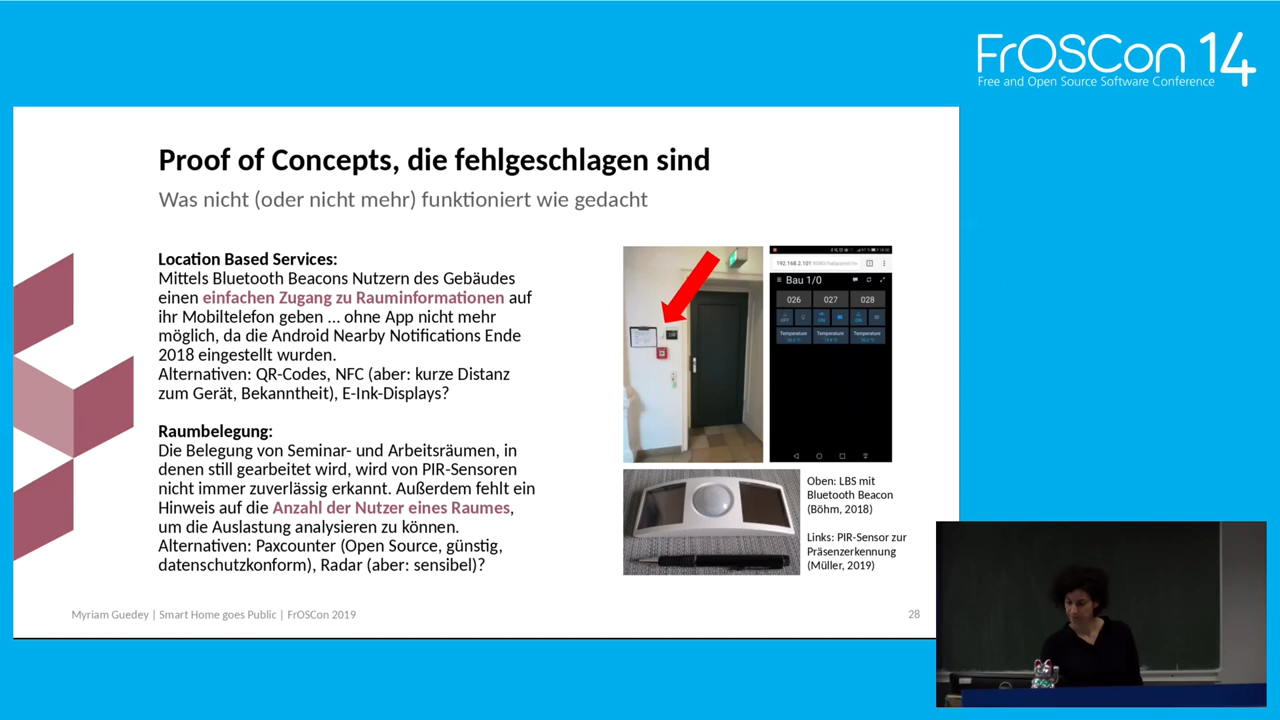 FrOSCon 14
Free and Open Source Software Conference
Proof of Concepts, die fehlgeschlagen sind
Was nicht (oder nicht mehr) funktioniert wie gedacht
Location Based Services:
Mittels Bluetooth Beacons Nutzern des Gebäudes
einen einfachen Zugang zu Rauminformationen auf
ihr Mobiltelefon geben ... ohne App nicht mehr
möglich, da die Android Nearby Notifications Ende
2018 eingestellt wurden.
Alternativen: QR-Codes, NFC (aber: kurze Distanz
zum Gerät, Bekanntheit), E-Ink-Displays?
Raumbelegung:
Die Belegung von Seminar- und Arbeitsräumen, in
denen still gearbeitet wird, wird von PIR-Sensoren
nicht immer zuverlässig erkannt. Außerdem fehlt ein
Hinweis auf die Anzahl der Nutzer eines Raumes,
um die Auslastung analysieren zu können.
Alternativen: Paxcounter (Open Source, günstig,
datenschutzkonform), Radar (aber: sensibel)?
Bau 1/0
026 027 028
OFF ON ON
Temperature Temperature Temperature
Oben: LBS mit
Bluetooth Beacon
(Böhm, 2018)
Links: PIR-Sensor zur
Präsenzerkennung
(Müller, 2019)
Myriam Guedey | Smart Home goes Public | FrOSCon 2019
28